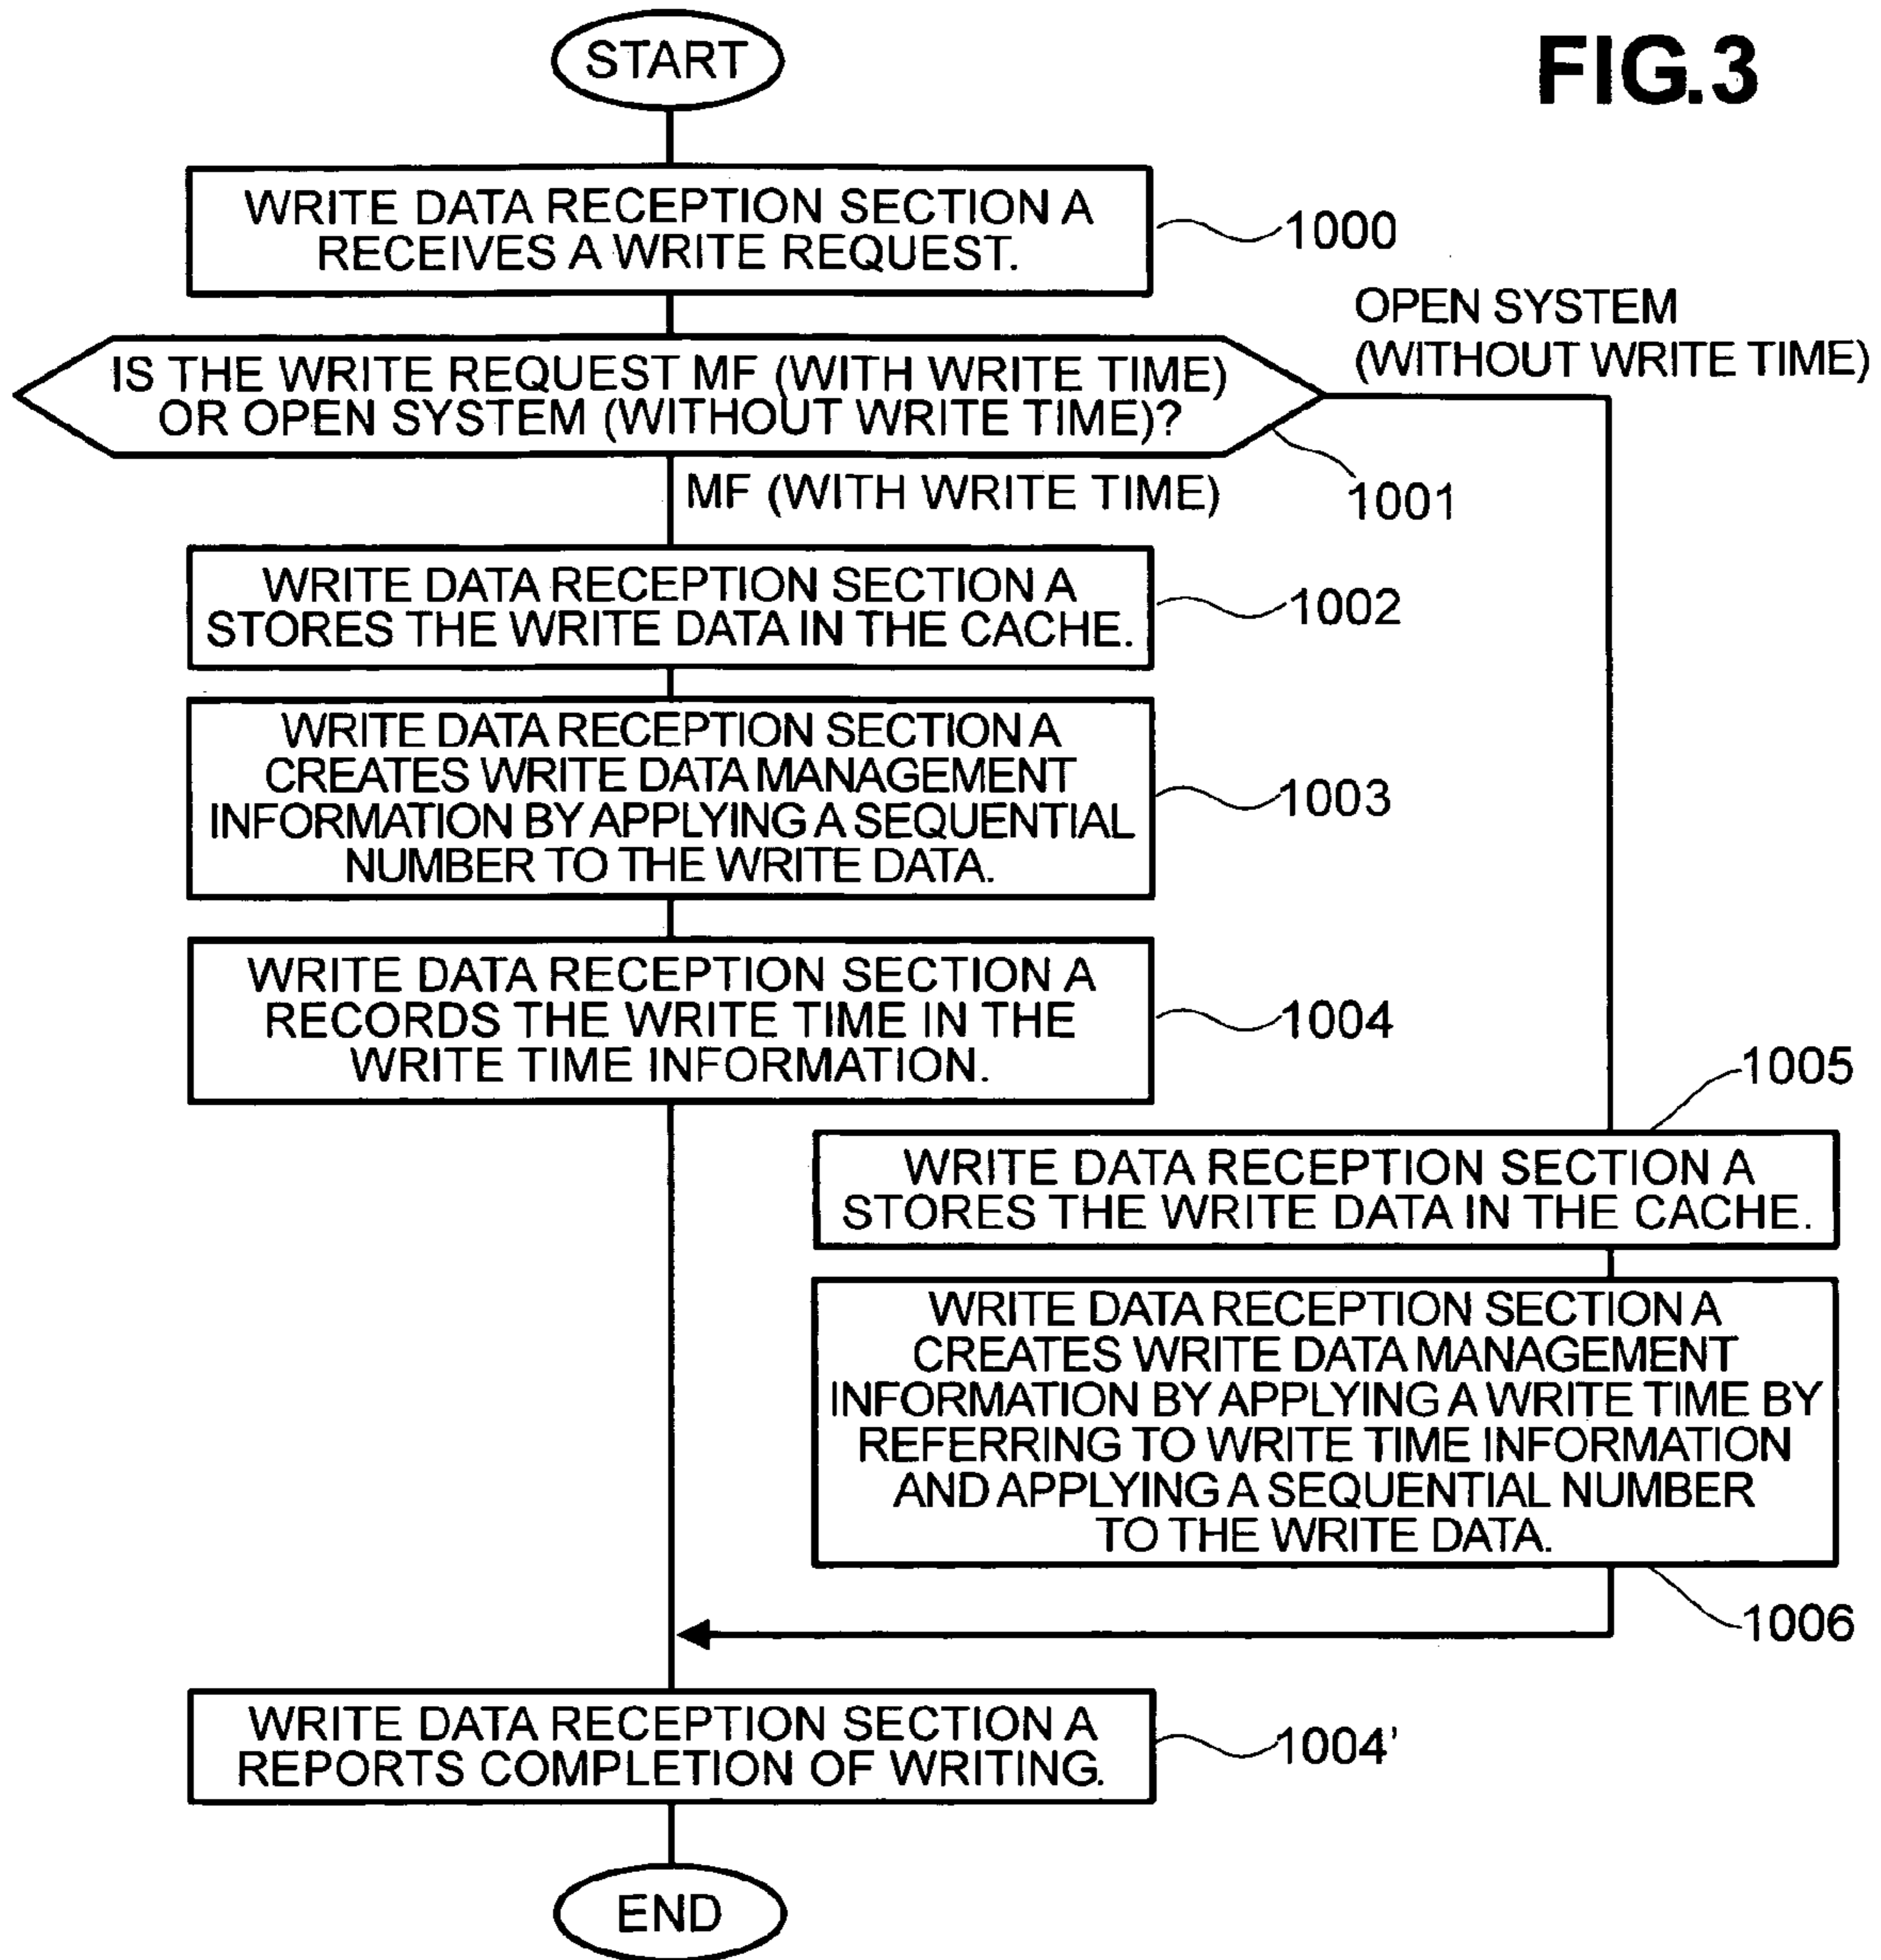 FIG.3
START
WRITE DATA RECEPTION SECTION A
RECEIVES A WRITE REQUEST.
1000
OPEN SYSTEM
(WITHOUT WRITE TIME)
IS THE WRITE REQUEST MF (WITH WRITE TIME)
OR OPEN SYSTEM (WITHOUT WRITE TIME)?
1001
MF (WITH WRITE TIME)
WRITE DATA RECEPTION SECTION A
STORES THE WRITE DATA IN THE CACHE.
1002
WRITE DATA RECEPTION SECTION A
CREATES WRITE DATA MANAGEMENT
INFORMATION BY APPLYING A SEQUENTIAL
NUMBER TO THE WRITE DATA.
1003
WRITE DATA RECEPTION SECTION A
RECORDS THE WRITE TIME IN THE
WRITE TIME INFORMATION.
1004
1005
WRITE DATA RECEPTION SECTION A
STORES THE WRITE DATA IN THE CACHE.
WRITE DATA RECEPTION SECTION A
CREATES WRITE DATA MANAGEMENT
INFORMATION BY APPLYING A WRITE TIME BY
REFERRING TO WRITE TIME INFORMATION
AND APPLYING A SEQUENTIAL NUMBER
TO THE WRITE DATA.
1006
WRITE DATA RECEPTION SECTION A
REPORTS COMPLETION OF WRITING.
1004'
END